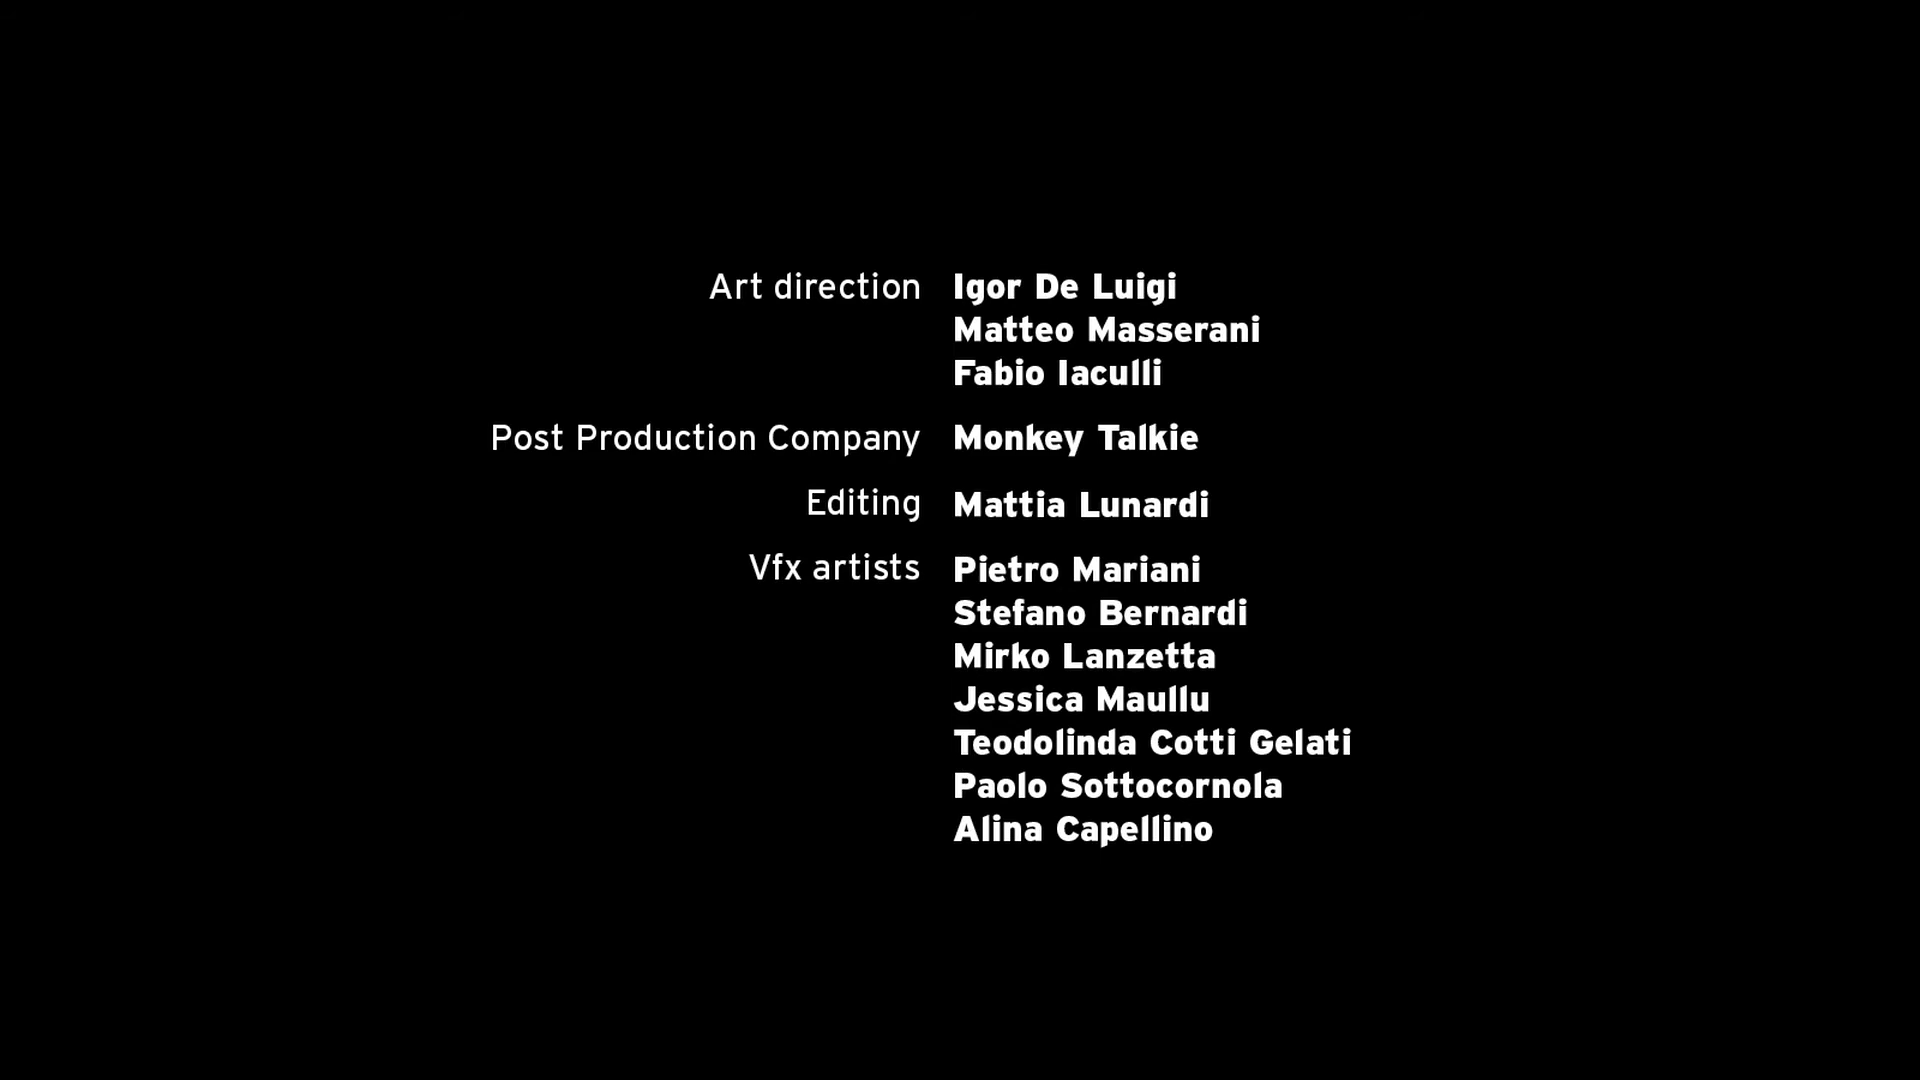 Art direction Igor De Luigi
Matteo Masserani
Fabio Iaculli
Post Production Company Monkey Talkie
Editing Mattia Lunardi
Vfx artists Pietro Mariani
Stefano Bernardi
Mirko Lanzetta
Jessica Maullu
Teodolinda Cotti Gelati
Paolo Sottocornola
Alina Capellino